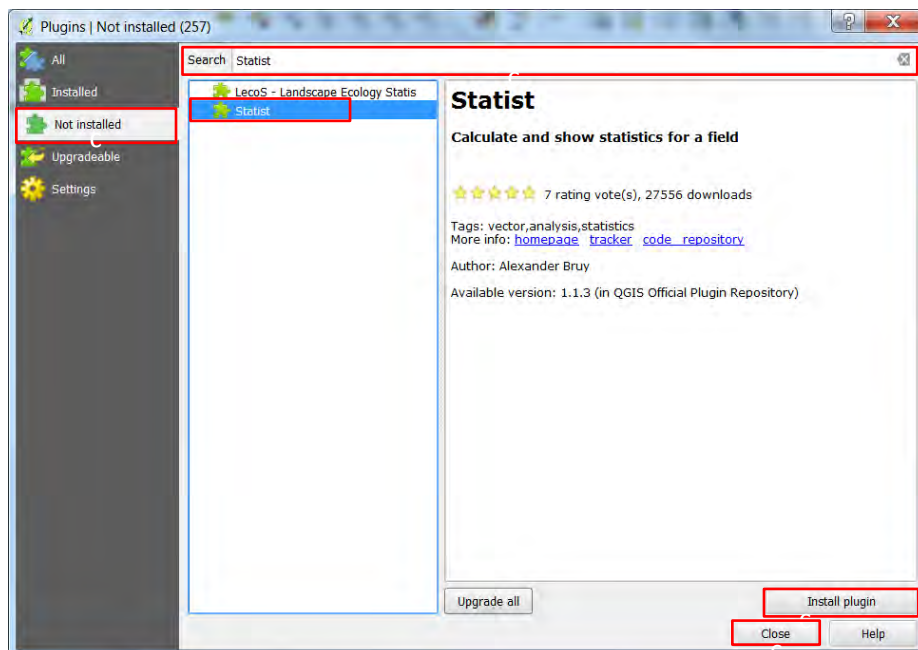 Plugins | Not installed (257)
All
Installed
Not installed
Upgradeable
Settings
Search Statist
LecoS - Landscape Ecology Statis
Statist
Statist
Calculate and show statistics for a field
7 rating vote(s), 27556 downloads
Tags: vector,analysis,statistics
More info: homepage tracker code repository
Author: Alexander Bruy
Available version: 1.1.3 (in QGIS Official Plugin Repository)
Upgrade all
Install plugin
Close
Help